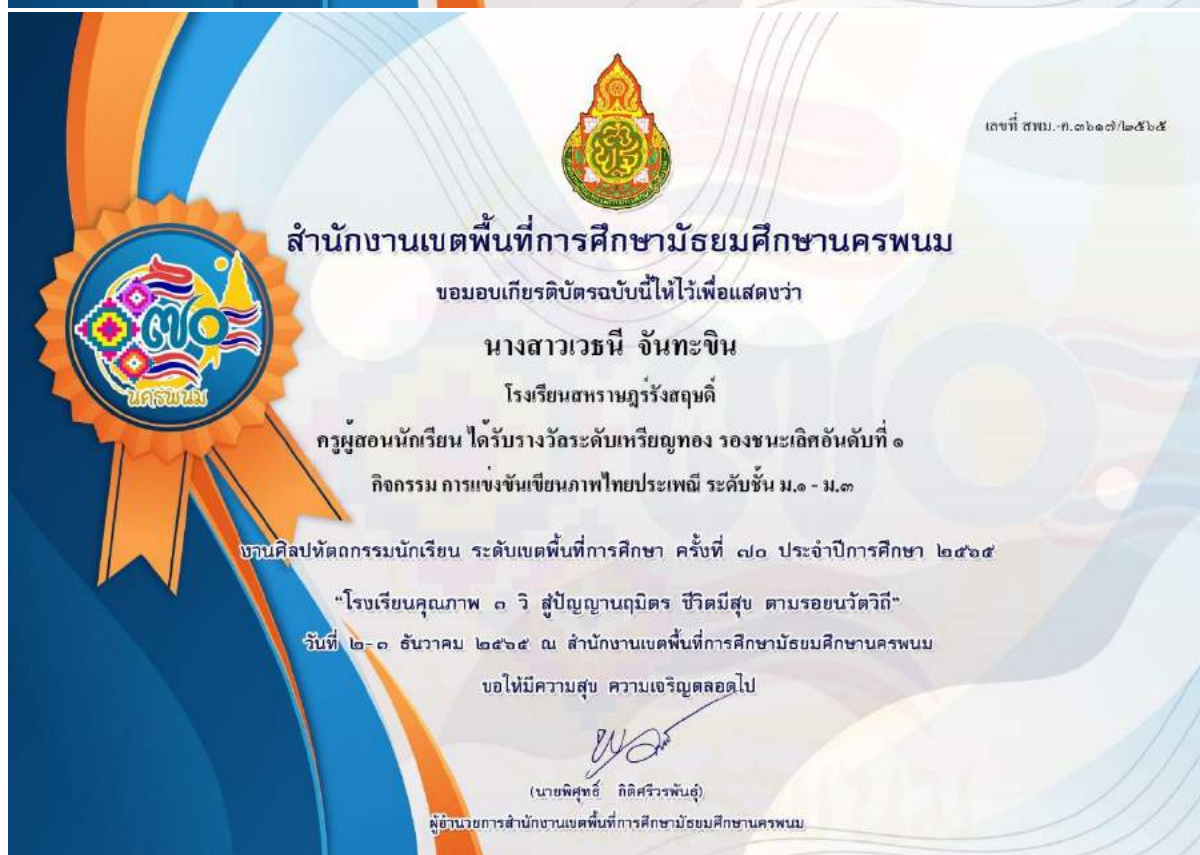 เลขที่ สพม.-ค.๓๖๑๗/๒๕๖๕
สำนักงานเขตพื้นที่การศึกษามัธยมศึกษานครพนม
ขอมอบเกียรติบัตรฉบับนี้ให้ไว้เพื่อแสดงว่า
นางสาวเวธนี จันทะขิน
โรงเรียนสหราษฎร์รังสฤษดิ์
ครูผู้สอนนักเรียน ได้รับรางวัลระดับเหรียญทอง รองชนะเลิศอันดับที่ ๑
กิจกรรม การแข่งขันเขียนภาพไทยประเพณี ระดับชั้น ม.๑ - ม.๓
งานศิลปหัตถกรรมนักเรียน ระดับเขตพื้นที่การศึกษา ครั้งที่ ๗๐ ประจำปีการศึกษา ๒๕๖๕
“โรงเรียนคุณภาพ ๓ วิ สู่ปัญญานฤมิตร ชีวิตมีสุข ตามรอยนวัตวิถี”
วันที่ ๒-๓ ธันวาคม ๒๕๖๕ ณ สำนักงานเขตพื้นที่การศึกษามัธยมศึกษานครพนม
ขอให้มีความสุข ความเจริญตลอดไป
(นายพิศุทธิ์ กิติศรีวรพันธุ์)
ผู้อำนวยการสำนักงานเขตพื้นที่การศึกษามัธยมศึกษานครพนม
๗๐
นครพนม